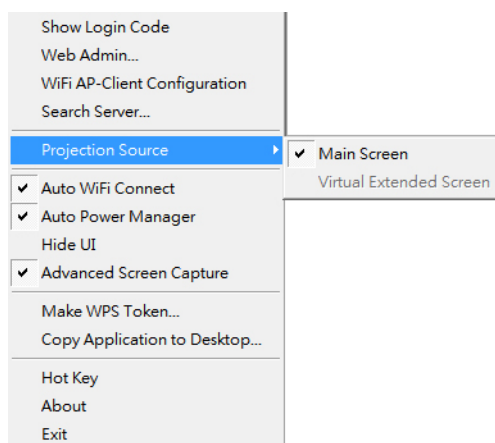 Show Login Code
Web Admin...
WiFi AP-Client Configuration
Search Server...
Projection Source
Main Screen
Virtual Extended Screen
Auto WiFi Connect
Auto Power Manager
Hide UI
Advanced Screen Capture
Make WPS Token...
Copy Application to Desktop...
Hot Key
About
Exit